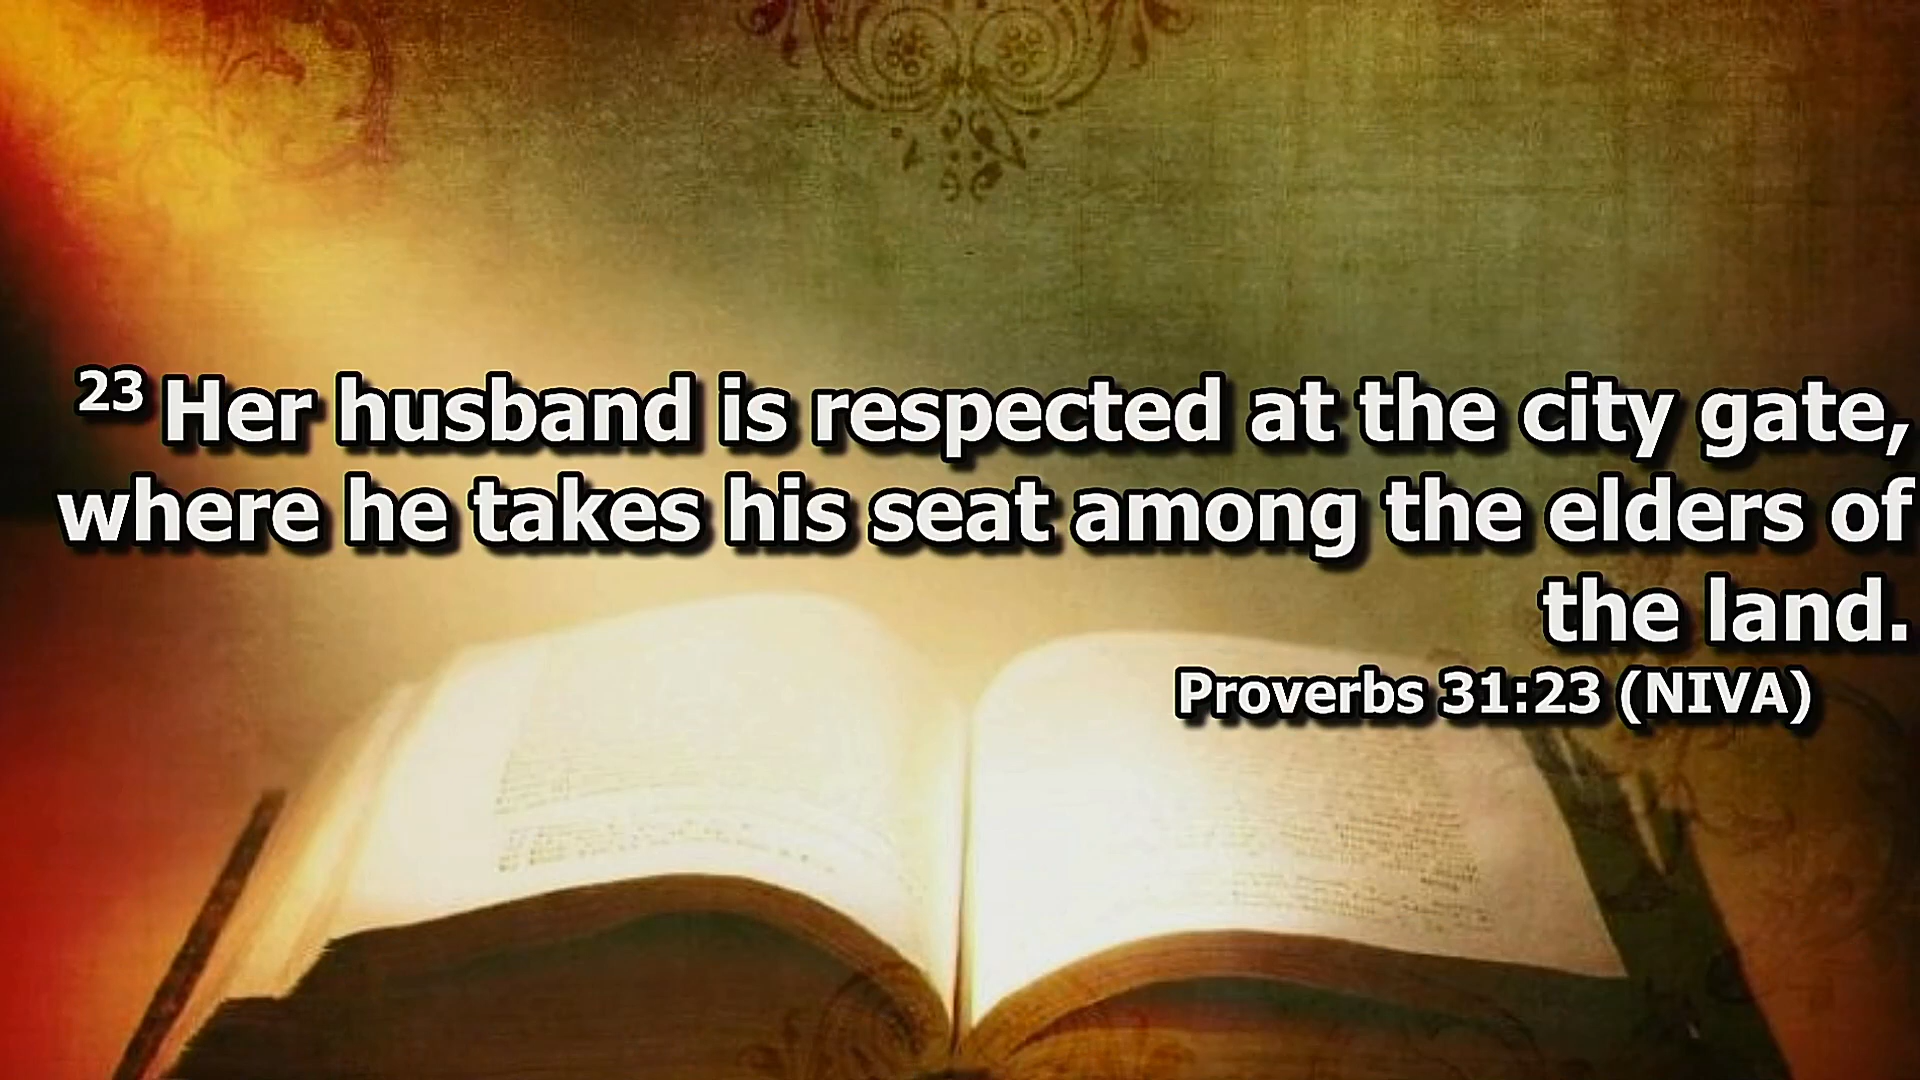 23 Her husband is respected at the city gate,
where he takes his seat among the elders of
the land.
Proverbs 31:23 (NIVA)